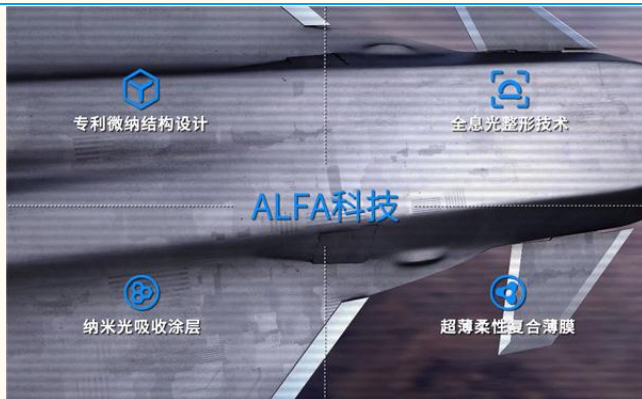 专利微纳结构设计
全息光整形技术
ALFA科技
纳米光吸收涂层
超薄柔性复合薄膜